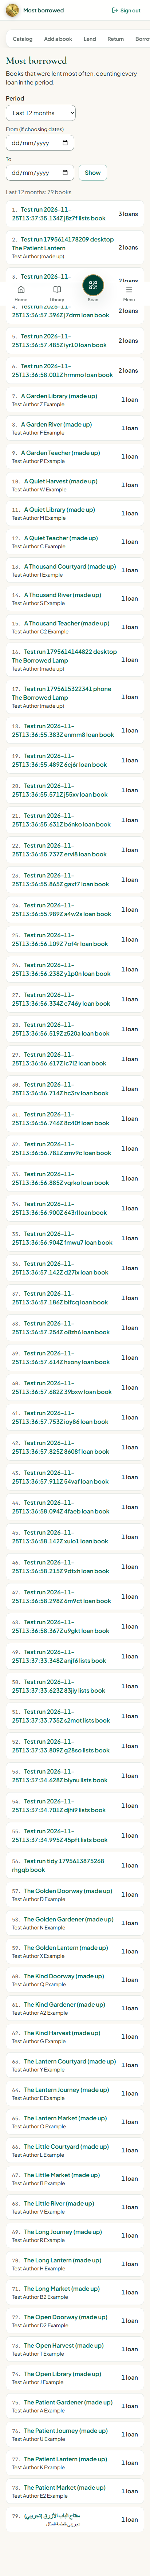 Most borrowed
Sign out
Catalog Add a book Lend Return Borrow
Most borrowed
Books that were lent most often, counting every
loan in the period.
Period
Last 12 months
From (if choosing dates)
dd/mm/yyyy
To
dd/mm/yyyy
Show
Last 12 months: 79 books
1. Test run 2026-11-
25T13:37:35.134Z j8z7f lists book
3 loans
2. Test run 1795614178209 desktop
The Patient Lantern
Test Author (made up)
2 loans
3. Test run 2026-11-
2 loans
Home Library Scan Menu
4. Test run 2026-11-
25T13:36:57.396Z j7drm loan book
2 loans
5. Test run 2026-11-
25T13:36:57.485Z iyr10 loan book
2 loans
6. Test run 2026-11-
25T13:36:58.001Z hrmmo loan book
2 loans
7. A Garden Library (made up)
Test Author Z Example
1 loan
8. A Garden River (made up)
Test Author F Example
1 loan
9. A Garden Teacher (made up)
Test Author P Example
1 loan
10. A Quiet Harvest (made up)
Test Author W Example
1 loan
11. A Quiet Library (made up)
Test Author M Example
1 loan
12. A Quiet Teacher (made up)
Test Author C Example
1 loan
13. A Thousand Courtyard (made up)
Test Author I Example
1 loan
14. A Thousand River (made up)
Test Author S Example
1 loan
15. A Thousand Teacher (made up)
Test Author C2 Example
1 loan
16. Test run 1795614144822 desktop
The Borrowed Lamp
Test Author (made up)
1 loan
17. Test run 1795615322341 phone
The Borrowed Lamp
Test Author (made up)
1 loan
18. Test run 2026-11-
25T13:36:55.383Z enmm8 loan book
1 loan
19. Test run 2026-11-
25T13:36:55.489Z 6cj6r loan book
1 loan
20. Test run 2026-11-
25T13:36:55.571Z j55xv loan book
1 loan
21. Test run 2026-11-
25T13:36:55.631Z b6nko loan book
1 loan
22. Test run 2026-11-
25T13:36:55.737Z ervl8 loan book
1 loan
23. Test run 2026-11-
25T13:36:55.865Z gaxf7 loan book
1 loan
24. Test run 2026-11-
25T13:36:55.989Z a4w2s loan book
1 loan
25. Test run 2026-11-
25T13:36:56.109Z 7of4r loan book
1 loan
26. Test run 2026-11-
25T13:36:56.238Z y1p0n loan book
1 loan
27. Test run 2026-11-
25T13:36:56.334Z c746y loan book
1 loan
28. Test run 2026-11-
25T13:36:56.519Z z520a loan book
1 loan
29. Test run 2026-11-
25T13:36:56.617Z ic7l2 loan book
1 loan
30. Test run 2026-11-
25T13:36:56.714Z hc3rv loan book
1 loan
31. Test run 2026-11-
25T13:36:56.746Z 8c40f loan book
1 loan
32. Test run 2026-11-
25T13:36:56.781Z zmv9c loan book
1 loan
33. Test run 2026-11-
25T13:36:56.885Z vqrko loan book
1 loan
34. Test run 2026-11-
25T13:36:56.900Z 643rl loan book
1 loan
35. Test run 2026-11-
25T13:36:56.904Z fmwu7 loan book
1 loan
36. Test run 2026-11-
25T13:36:57.142Z d27ix loan book
1 loan
37. Test run 2026-11-
25T13:36:57.186Z bifcq loan book
1 loan
38. Test run 2026-11-
25T13:36:57.254Z o8zh6 loan book
1 loan
39. Test run 2026-11-
25T13:36:57.614Z hxony loan book
1 loan
40. Test run 2026-11-
25T13:36:57.682Z 39bxw loan book
1 loan
41. Test run 2026-11-
25T13:36:57.753Z ioy86 loan book
1 loan
42. Test run 2026-11-
25T13:36:57.825Z 8608f loan book
1 loan
43. Test run 2026-11-
25T13:36:57.911Z 54vaf loan book
1 loan
44. Test run 2026-11-
25T13:36:58.094Z 4faeb loan book
1 loan
45. Test run 2026-11-
25T13:36:58.142Z xuio1 loan book
1 loan
46. Test run 2026-11-
25T13:36:58.215Z 9dtxh loan book
1 loan
47. Test run 2026-11-
25T13:36:58.298Z 6m9ct loan book
1 loan
48. Test run 2026-11-
25T13:36:58.367Z u9gkt loan book
1 loan
49. Test run 2026-11-
25T13:37:33.348Z anjf6 lists book
1 loan
50. Test run 2026-11-
25T13:37:33.623Z 83jiy lists book
1 loan
51. Test run 2026-11-
25T13:37:33.735Z s2mot lists book
1 loan
52. Test run 2026-11-
25T13:37:33.809Z g28so lists book
1 loan
53. Test run 2026-11-
25T13:37:34.628Z biynu lists book
1 loan
54. Test run 2026-11-
25T13:37:34.701Z djhi9 lists book
1 loan
55. Test run 2026-11-
25T13:37:34.995Z 45pft lists book
1 loan
56. Test run tidy 1795613875268
rhgqb book
1 loan
57. The Golden Doorway (made up)
Test Author D Example
1 loan
58. The Golden Gardener (made up)
Test Author N Example
1 loan
59. The Golden Lantern (made up)
Test Author X Example
1 loan
60. The Kind Doorway (made up)
Test Author Q Example
1 loan
61. The Kind Gardener (made up)
Test Author A2 Example
1 loan
62. The Kind Harvest (made up)
Test Author G Example
1 loan
63. The Lantern Courtyard (made up)
Test Author Y Example
1 loan
64. The Lantern Journey (made up)
Test Author E Example
1 loan
65. The Lantern Market (made up)
Test Author O Example
1 loan
66. The Little Courtyard (made up)
Test Author L Example
1 loan
67. The Little Market (made up)
Test Author B Example
1 loan
68. The Little River (made up)
Test Author V Example
1 loan
69. The Long Journey (made up)
Test Author R Example
1 loan
70. The Long Lantern (made up)
Test Author H Example
1 loan
71. The Long Market (made up)
Test Author B2 Example
1 loan
72. The Open Doorway (made up)
Test Author D2 Example
1 loan
73. The Open Harvest (made up)
Test Author T Example
1 loan
74. The Open Library (made up)
Test Author J Example
1 loan
75. The Patient Gardener (made up)
Test Author A Example
1 loan
76. The Patient Journey (made up)
Test Author U Example
1 loan
77. The Patient Lantern (made up)
Test Author K Example
1 loan
78. The Patient Market (made up)
Test Author E2 Example
1 loan
79. مفتاح الباب الأزرق (تجريبي)
1 loan